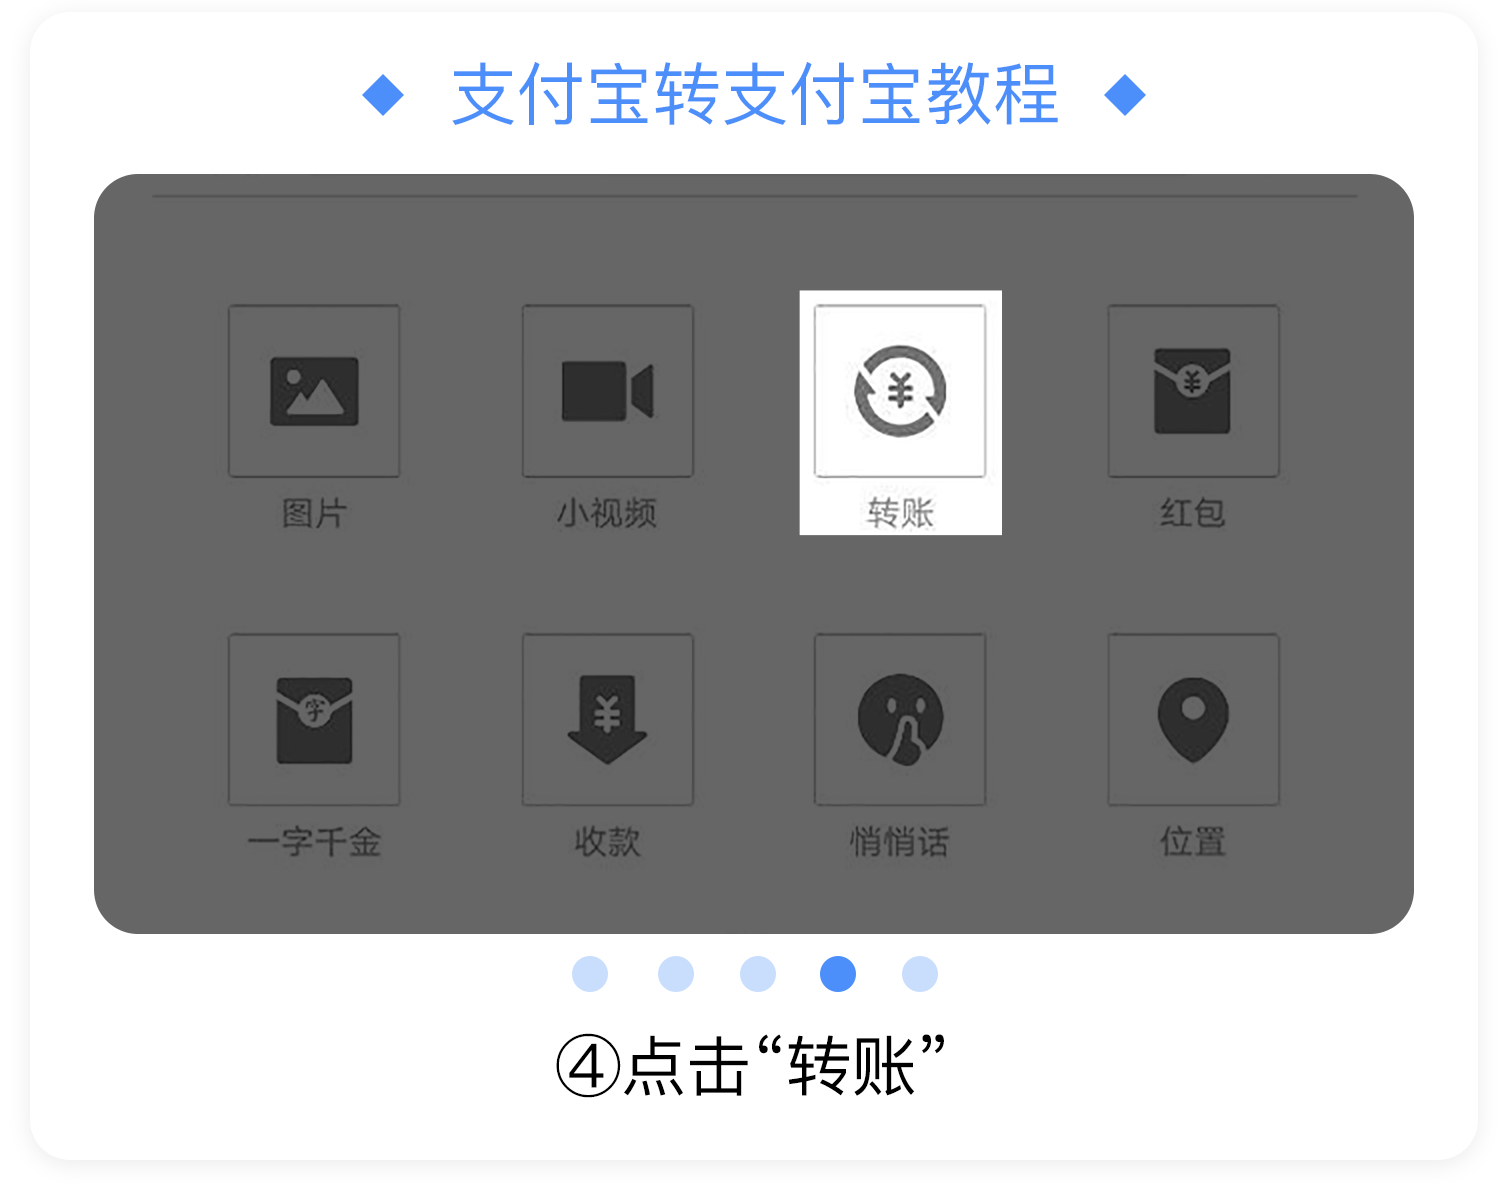 支付宝转支付宝教程
图片 小视频 转账 红包
一字千金 收款 悄悄话 位置
④点击“转账”